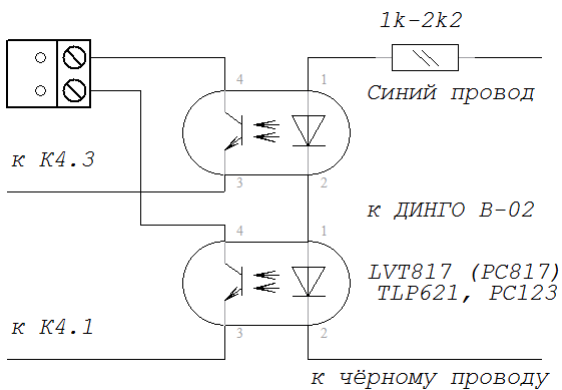 1k-2k2
4
1
Синий провод
к К4.3
3
2
к ДИНГО В-02
4
1
LVT817 (PC817)
TLP621, PC123
к К4.1
3
2
к чёрному проводу